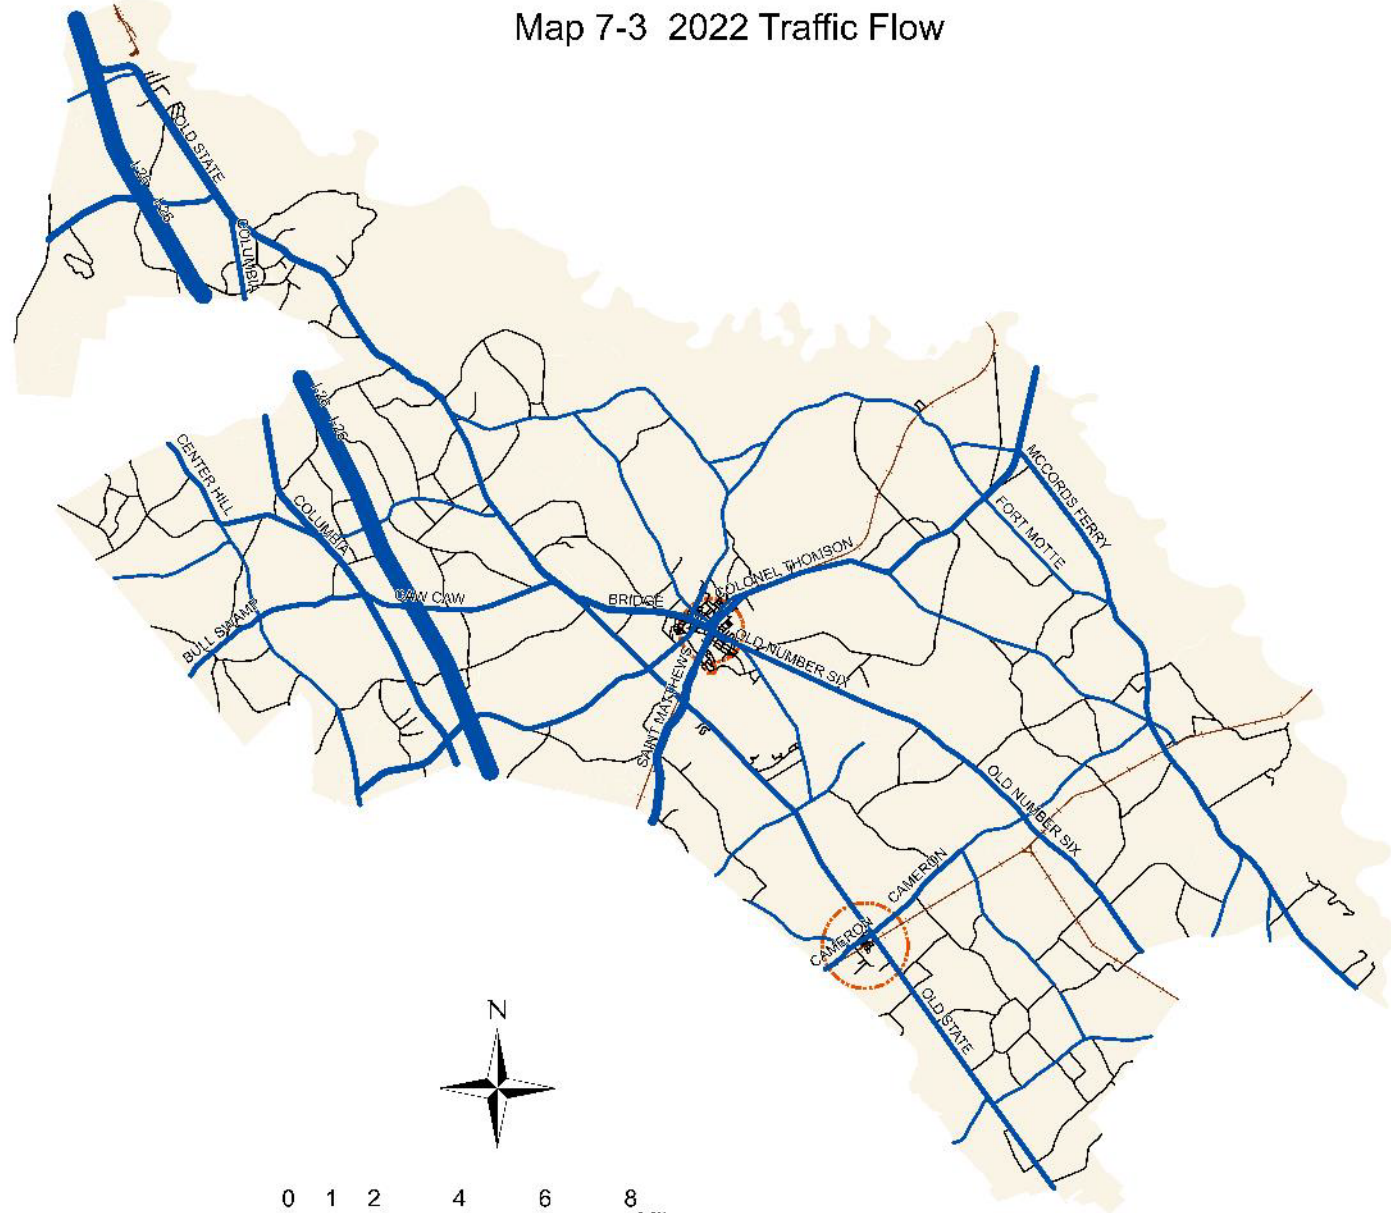 Map 7-3 2022 Traffic Flow
OLD STATE
I-26
I-26
COLUMBIA
I-26
I-26
CENTER HILL
COLUMBIA
MCCORDS FERRY
FORT MOTTE
COLONEL THOMSON
CAW CAW
BRIDGE
BULL SWAMP
OLD NUMBER SIX
SAINT MATTHEWS
OLD NUMBER SIX
CAMERON
CAMERON
OLD STATE
N
0 1 2 4 6 8